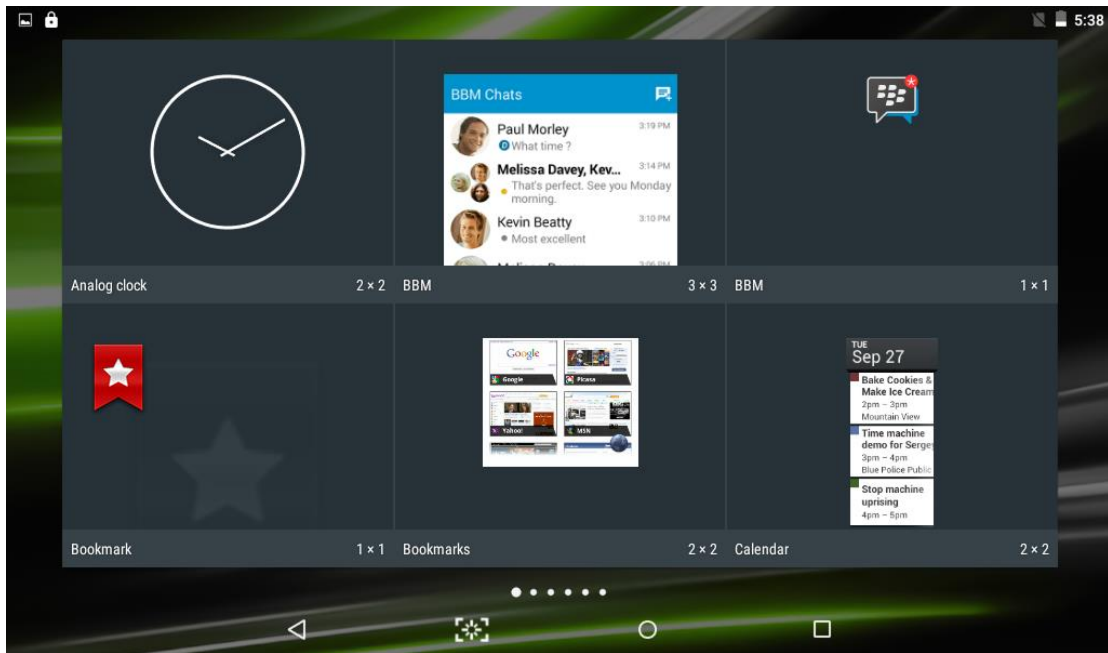 5:38
BBM Chats
Paul Morley
3:19 PM
What time ?
Melissa Davey, Kev...
3:14 PM
That's perfect. See you Monday
morning.
Kevin Beatty
3:10 PM
Most excellent
Analog clock
2 × 2
BBM
3 × 3
BBM
1 × 1
Google
Google
Picasa
Yahoo!
MSN
TUE
Sep 27
Bake Cookies &
Make Ice Cream
2pm – 3pm
Mountain View
Time machine
demo for Sergey
3pm – 4pm
Blue Police Public
Stop machine
uprising
4pm – 5pm
Bookmark
1 × 1
Bookmarks
2 × 2
Calendar
2 × 2